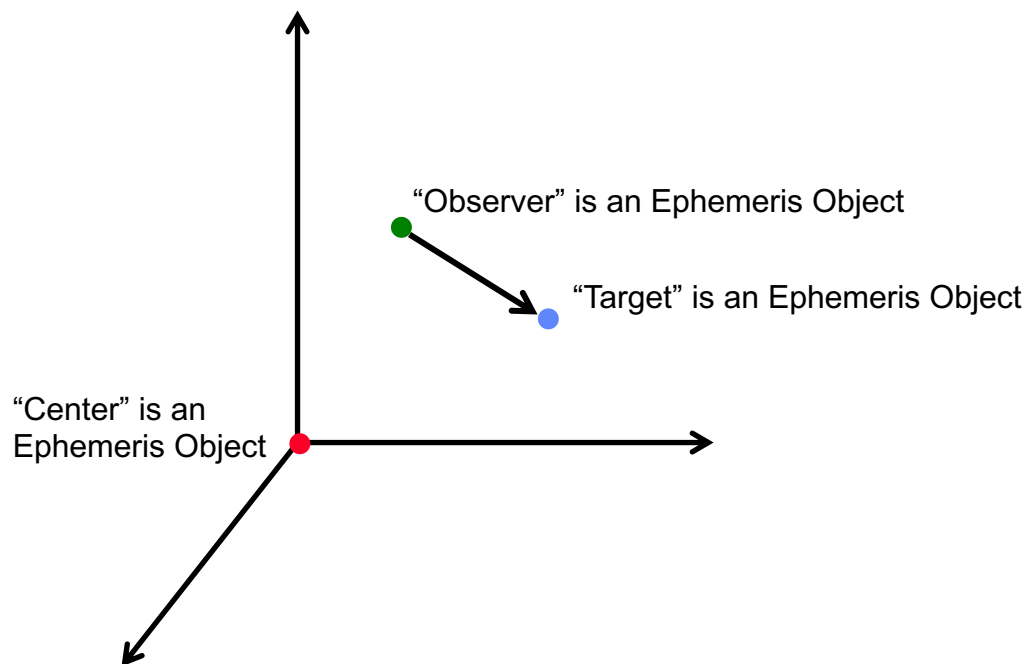 “Observer” is an Ephemeris Object
“Target” is an Ephemeris Object
“Center” is an
Ephemeris Object